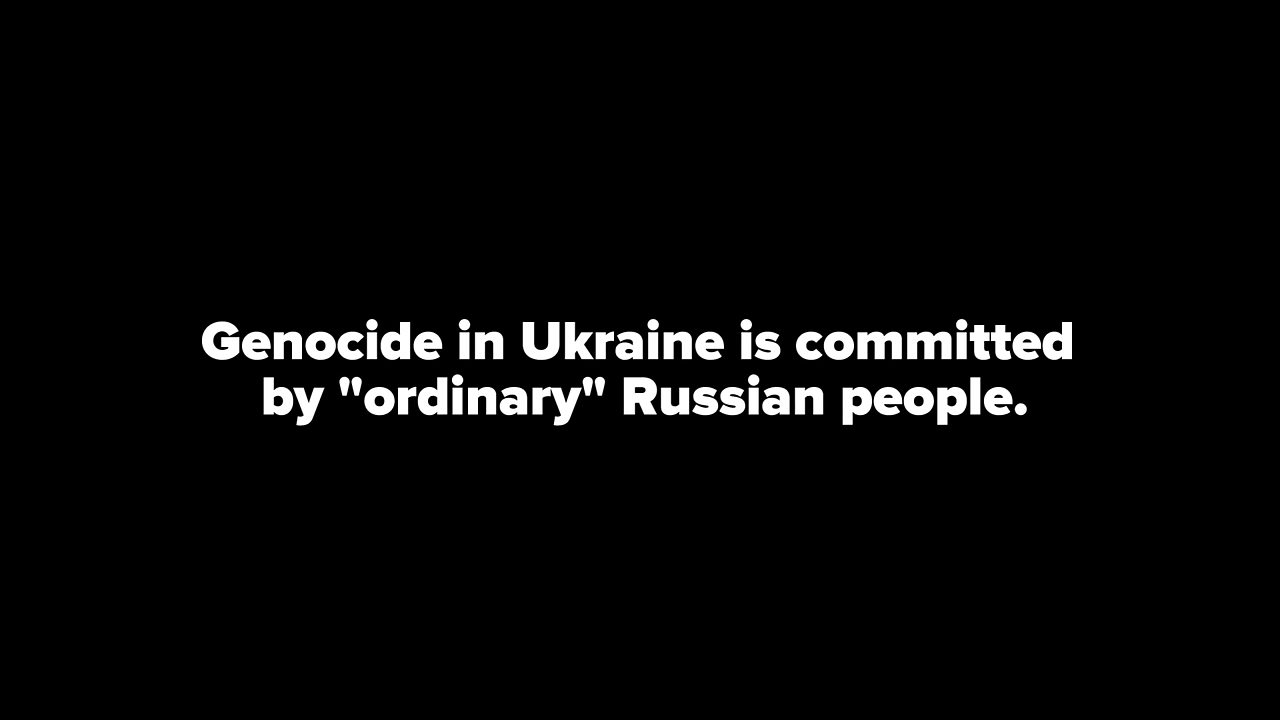 Genocide in Ukraine is committed
by "ordinary" Russian people.